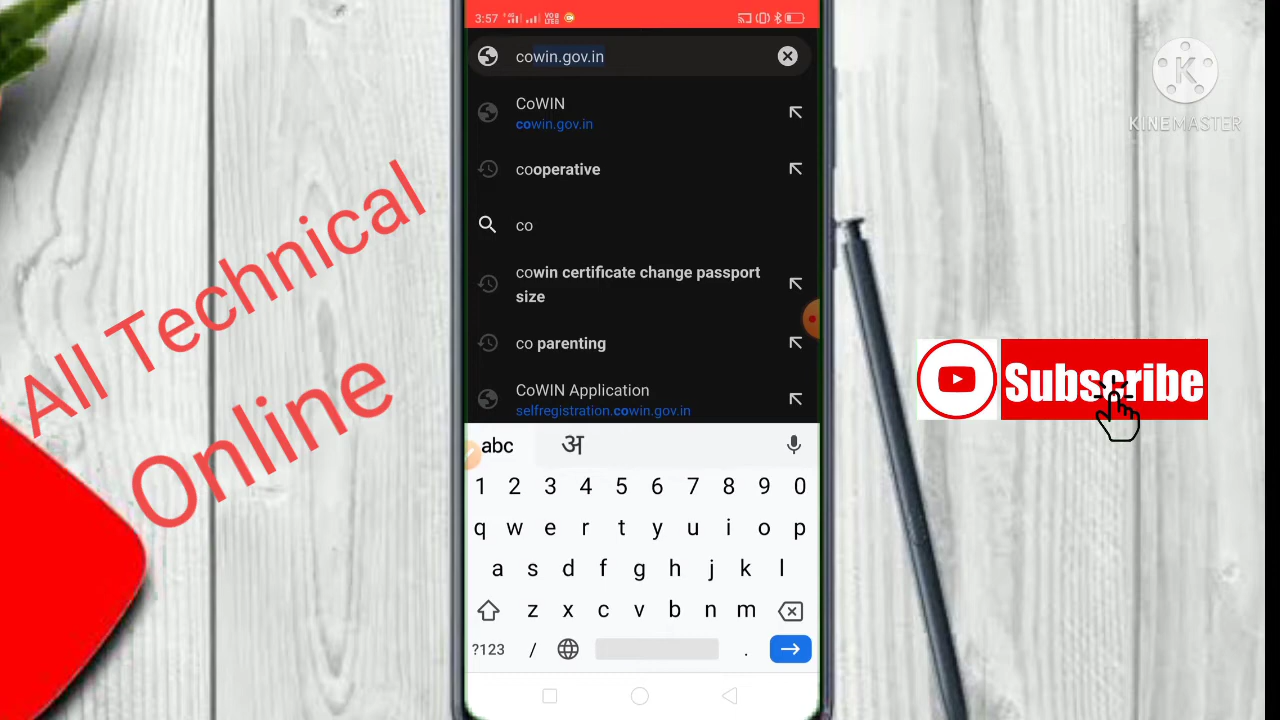 3:57
VoD
LTED
cowin.gov.in
CoWIN
cowin.gov.in
cooperative
co
cowin certificate change passport
size
co parenting
CoWIN Application
selfregistration.cowin.gov.in
abc अ
1 2 3 4 5 6 7 8 9 0
q w e r t y u i o p
a s d f g h j k l
z x c v b n m
?123 / .
All Technical
Online
K
KINEMASTER
Subscribe